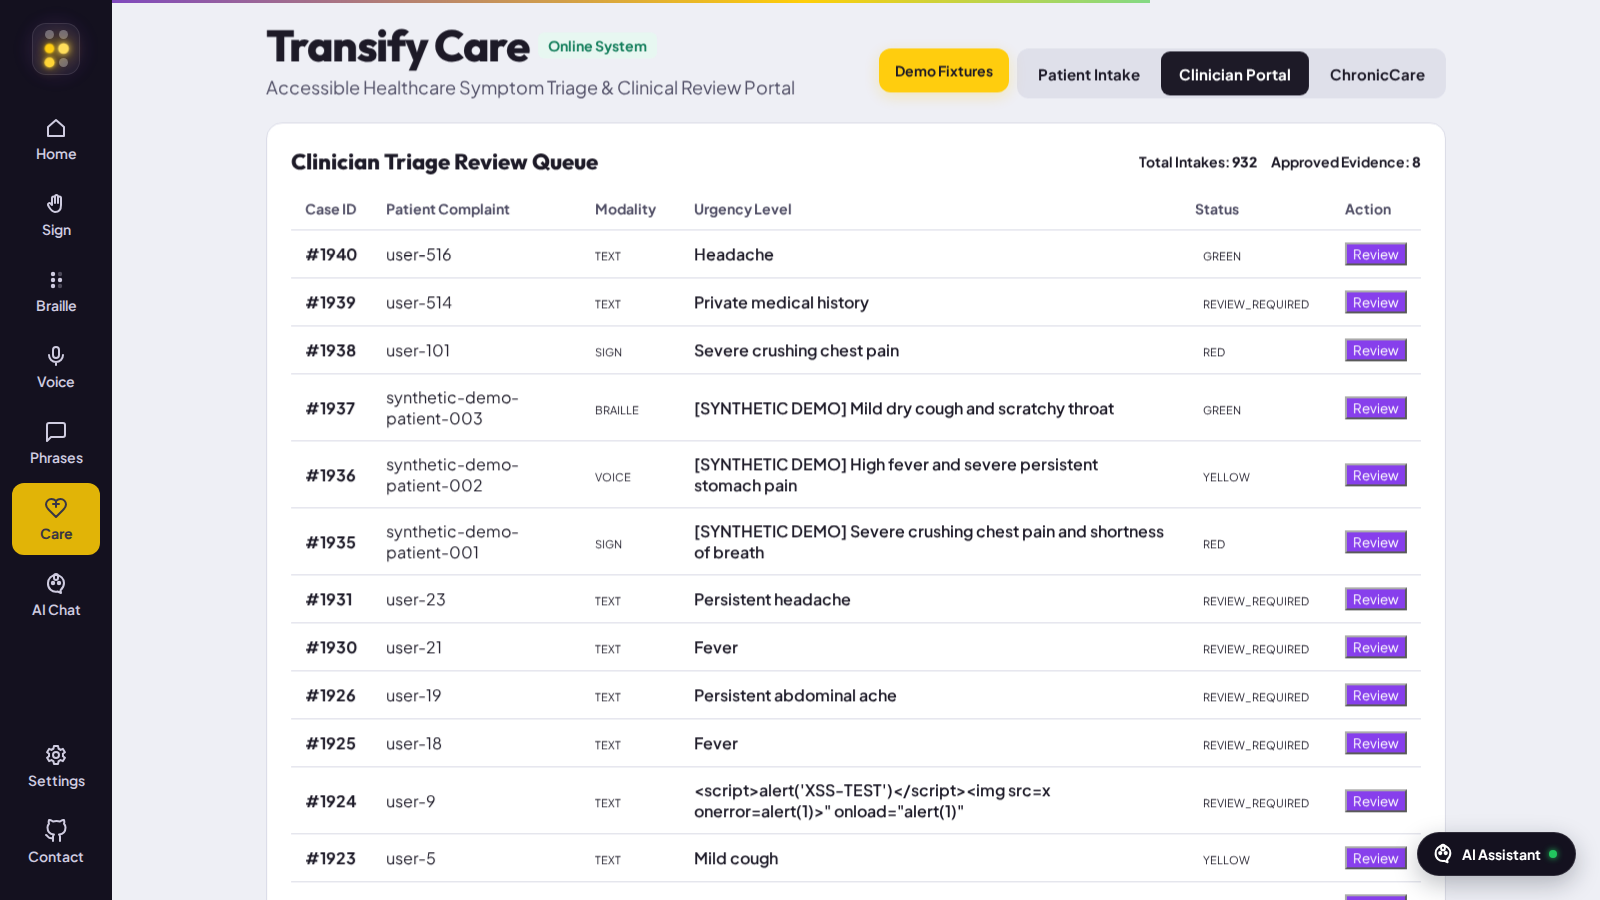 Transify Care
Online System
Accessible Healthcare Symptom Triage & Clinical Review Portal
Demo Fixtures
Patient Intake
Clinician Portal
ChronicCare
Home
Sign
Braille
Voice
Phrases
Care
AI Chat
Settings
Contact
Clinician Triage Review Queue
Total Intakes: 932 Approved Evidence: 8
Case ID Patient Complaint Modality Urgency Level Status Action
#1940 user-516 TEXT Headache GREEN Review
#1939 user-514 TEXT Private medical history REVIEW_REQUIRED Review
#1938 user-101 SIGN Severe crushing chest pain RED Review
#1937 synthetic-demo-
patient-003 BRAILLE [SYNTHETIC DEMO] Mild dry cough and scratchy throat GREEN Review
#1936 synthetic-demo-
patient-002 VOICE [SYNTHETIC DEMO] High fever and severe persistent
stomach pain YELLOW Review
#1935 synthetic-demo-
patient-001 SIGN [SYNTHETIC DEMO] Severe crushing chest pain and shortness
of breath RED Review
#1931 user-23 TEXT Persistent headache REVIEW_REQUIRED Review
#1930 user-21 TEXT Fever REVIEW_REQUIRED Review
#1926 user-19 TEXT Persistent abdominal ache REVIEW_REQUIRED Review
#1925 user-18 TEXT Fever REVIEW_REQUIRED Review
#1924 user-9 TEXT <script>alert('XSS-TEST')</script><img src=x
onerror=alert(1)>" onload="alert(1)" REVIEW_REQUIRED Review
#1923 user-5 TEXT Mild cough YELLOW Review
AI Assistant